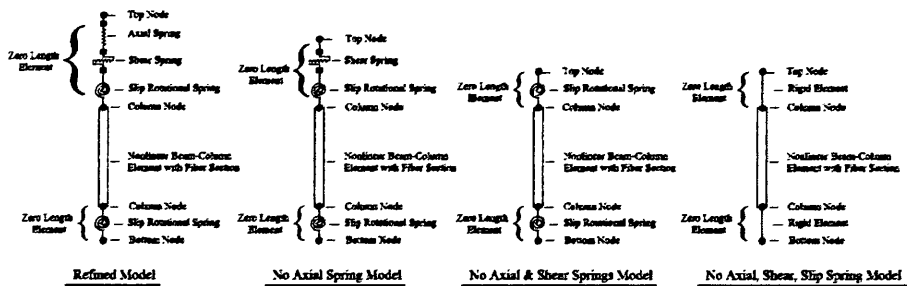 Top Node
Axial Spring
Zero Length
Element
Shear Spring
Slip Rotational Spring
Column Node
Nonlinear Beam-Column
Element with Fiber Section
Column Node
Zero Length
Element
Slip Rotational Spring
Bottom Node
Refined Model
Top Node
Zero Length
Element
Shear Spring
Slip Rotational Spring
Column Node
Nonlinear Beam-Column
Element with Fiber Section
Column Node
Zero Length
Element
Slip Rotational Spring
Bottom Node
No Axial Spring Model
Top Node
Zero Length
Element
Slip Rotational Spring
Column Node
Nonlinear Beam-Column
Element with Fiber Section
Column Node
Zero Length
Element
Slip Rotational Spring
Bottom Node
No Axial & Shear Springs Model
Top Node
Zero Length
Element
Rigid Element
Column Node
Nonlinear Beam-Column
Element with Fiber Section
Column Node
Zero Length
Element
Rigid Element
Bottom Node
No Axial, Shear, Slip Spring Model